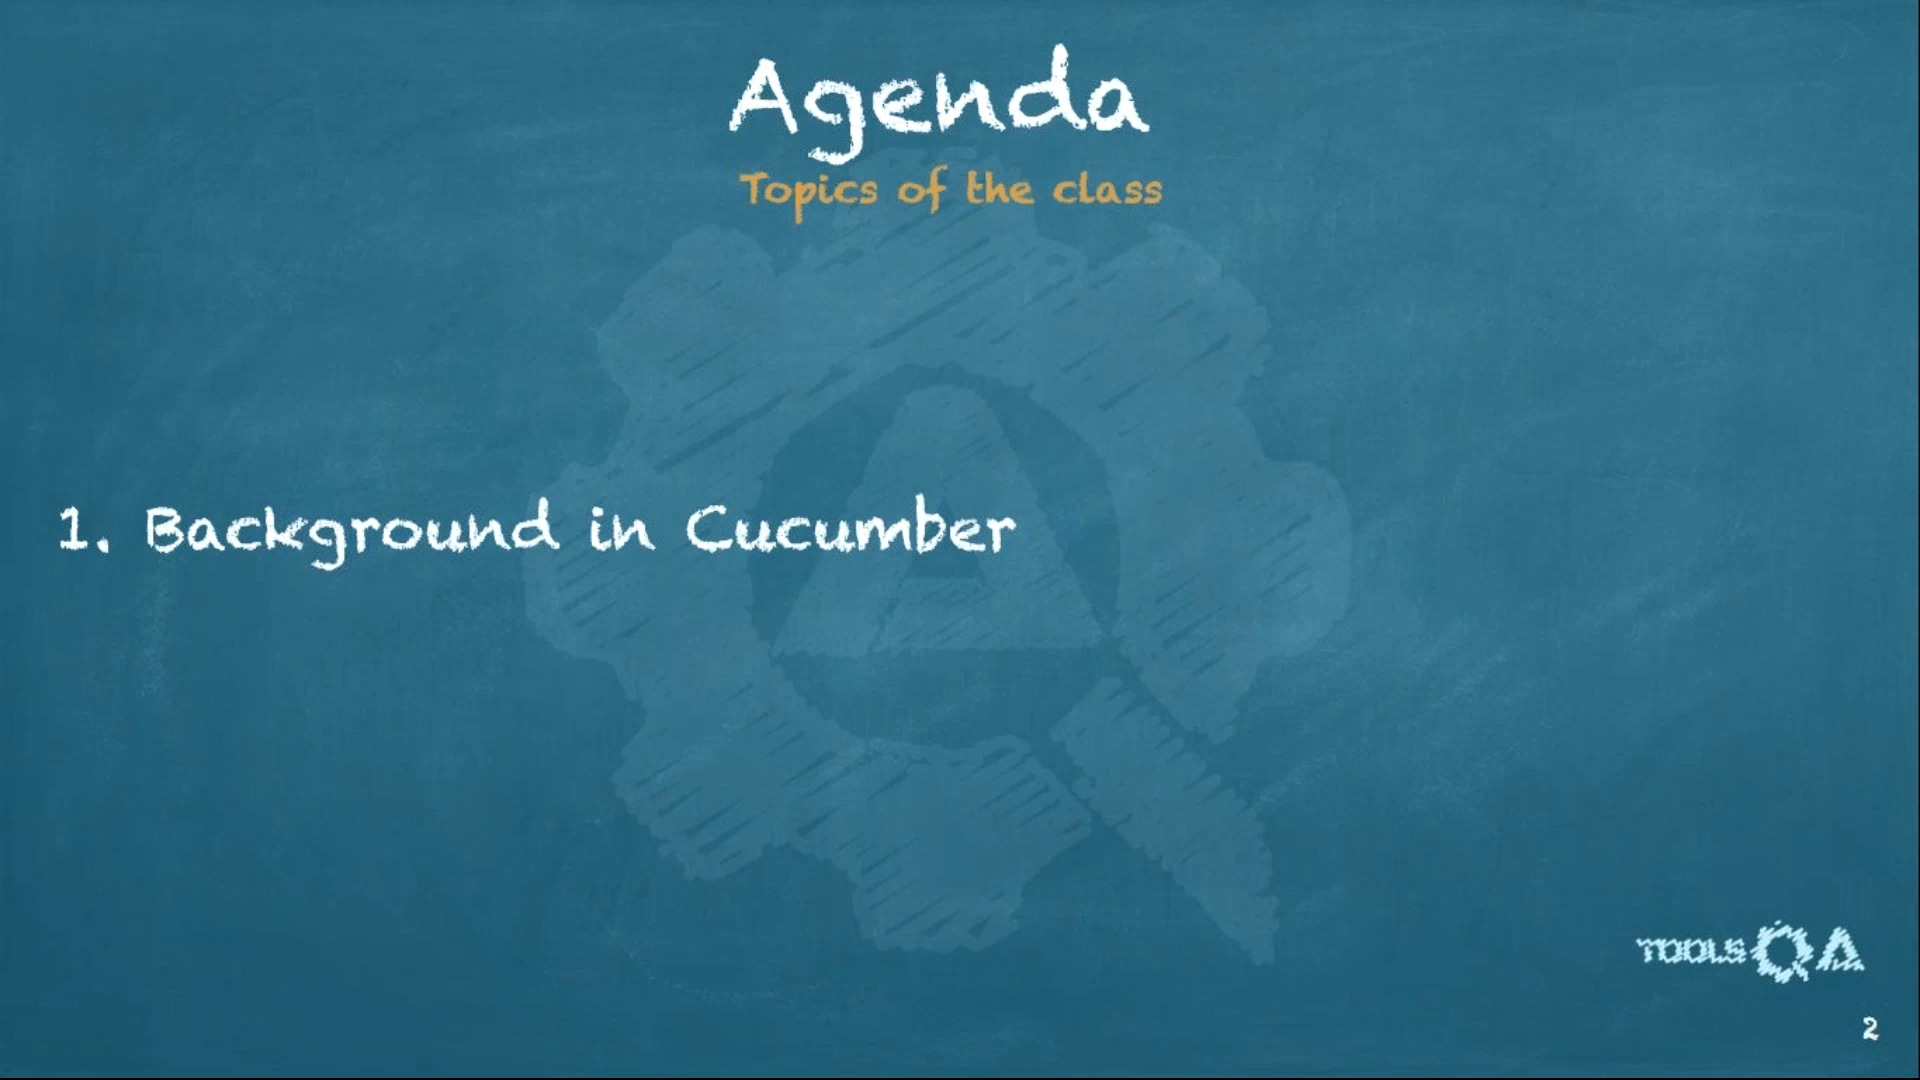 Agenda
Topics of the class
1. Background in Cucumber
TOOLSQA
2